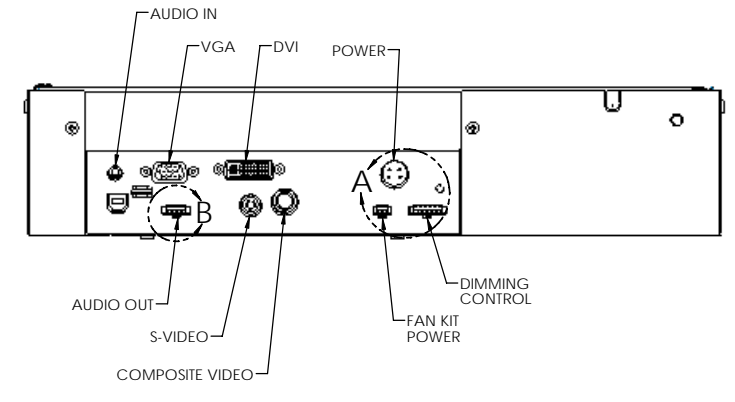 AUDIO IN
VGA
DVI
POWER
A
B
DIMMING
CONTROL
AUDIO OUT
FAN KIT
POWER
S-VIDEO
COMPOSITE VIDEO